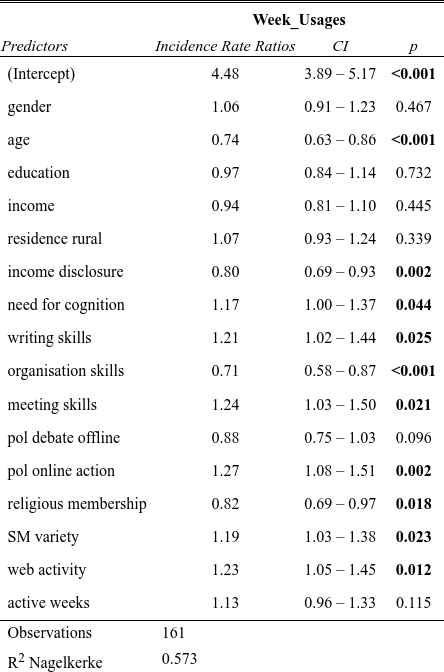 Week_Usages
Predictors Incidence Rate Ratios CI p
(Intercept) 4.48 3.89 – 5.17 <0.001
gender 1.06 0.91 – 1.23 0.467
age 0.74 0.63 – 0.86 <0.001
education 0.97 0.84 – 1.14 0.732
income 0.94 0.81 – 1.10 0.445
residence rural 1.07 0.93 – 1.24 0.339
income disclosure 0.80 0.69 – 0.93 0.002
need for cognition 1.17 1.00 – 1.37 0.044
writing skills 1.21 1.02 – 1.44 0.025
organisation skills 0.71 0.58 – 0.87 <0.001
meeting skills 1.24 1.03 – 1.50 0.021
pol debate offline 0.88 0.75 – 1.03 0.096
pol online action 1.27 1.08 – 1.51 0.002
religious membership 0.82 0.69 – 0.97 0.018
SM variety 1.19 1.03 – 1.38 0.023
web activity 1.23 1.05 – 1.45 0.012
active weeks 1.13 0.96 – 1.33 0.115
Observations 161
R² Nagelkerke 0.573